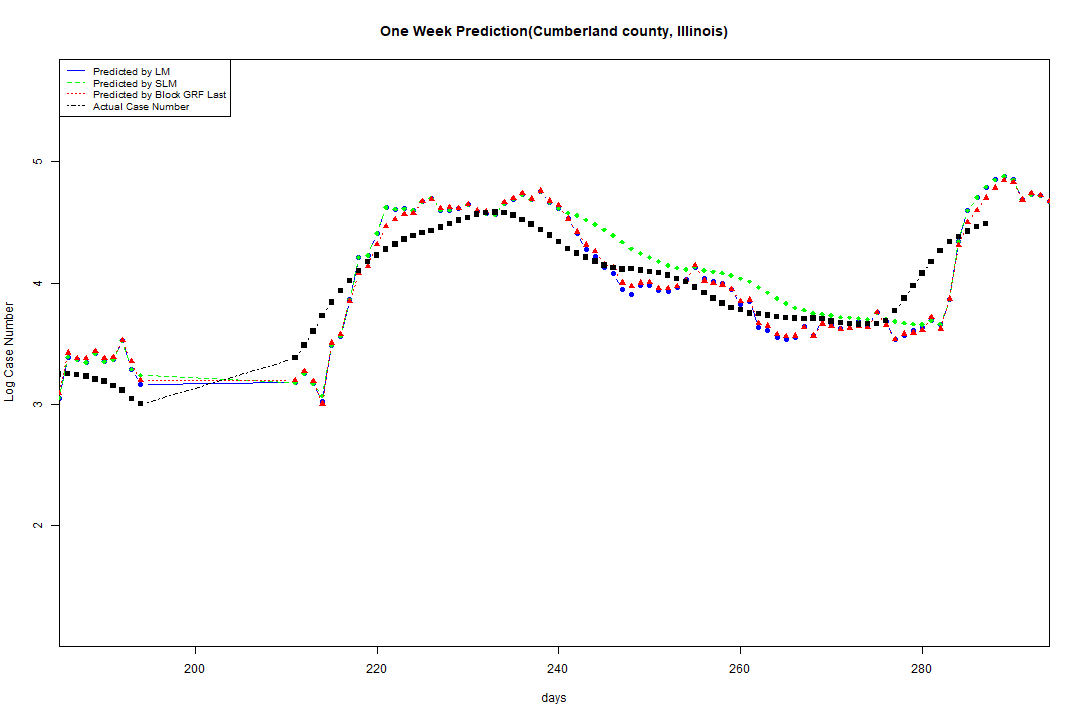 One Week Prediction(Cumberland county, Illinois)
Predicted by LM
Predicted by SLM
Predicted by Block GRF Last
Actual Case Number
5
4
3
2
Log Case Number
200 220 240 260 280
days